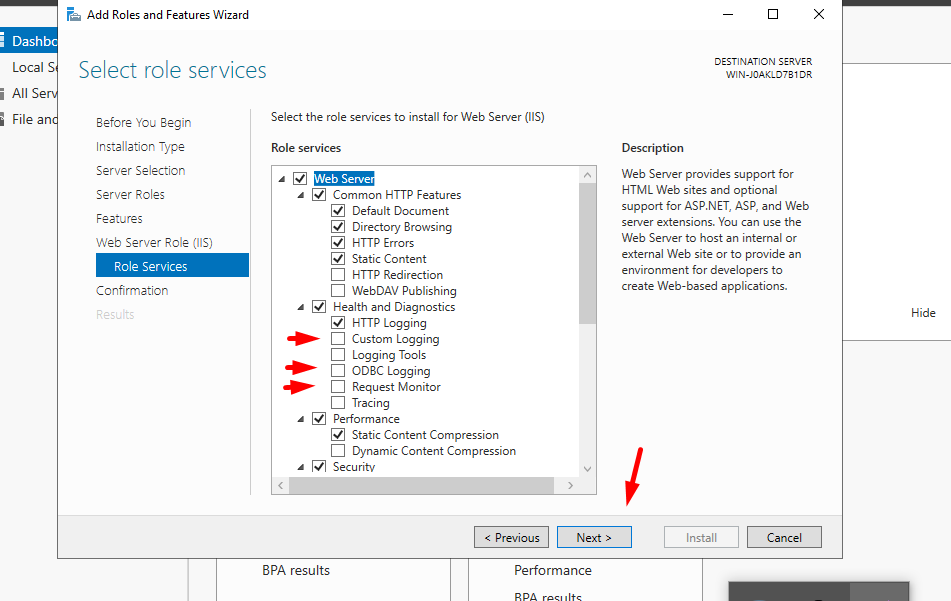 Add Roles and Features Wizard
Dashbo
Local Se
All Serv
File and
Select role services
DESTINATION SERVER
WIN-J0AKLD7B1DR
Before You Begin
Installation Type
Server Selection
Server Roles
Features
Web Server Role (IIS)
Role Services
Confirmation
Results
Select the role services to install for Web Server (IIS)
Role services
Web Server
Common HTTP Features
Default Document
Directory Browsing
HTTP Errors
Static Content
HTTP Redirection
WebDAV Publishing
Health and Diagnostics
HTTP Logging
Custom Logging
Logging Tools
ODBC Logging
Request Monitor
Tracing
Performance
Static Content Compression
Dynamic Content Compression
Security
Description
Web Server provides support for
HTML Web sites and optional
support for ASP.NET, ASP, and Web
server extensions. You can use the
Web Server to host an internal or
external Web site or to provide an
environment for developers to
create Web-based applications.
Hide
< Previous
Next >
Install
Cancel
BPA results
Performance
BPA results